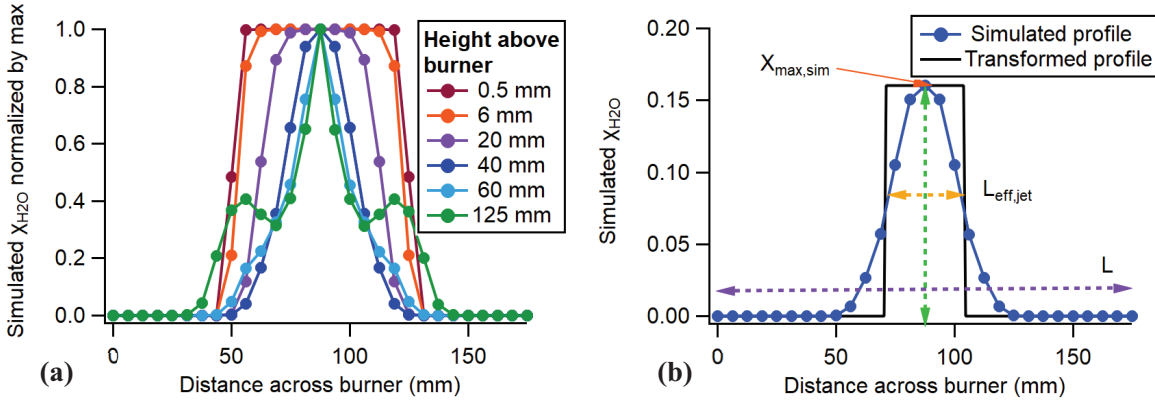 Simulated χH2O normalized by max
1.0
0.8
0.6
0.4
0.2
0.0
Height above
burner
0.5 mm
6 mm
20 mm
40 mm
60 mm
125 mm
0
50
100
150
Distance across burner (mm)
(a)
Simulated χH2O
0.20
0.15
0.10
0.05
0.00
Simulated profile
Transformed profile
Xmax,sim
Leff,jet
L
0
50
100
150
Distance across burner (mm)
(b)